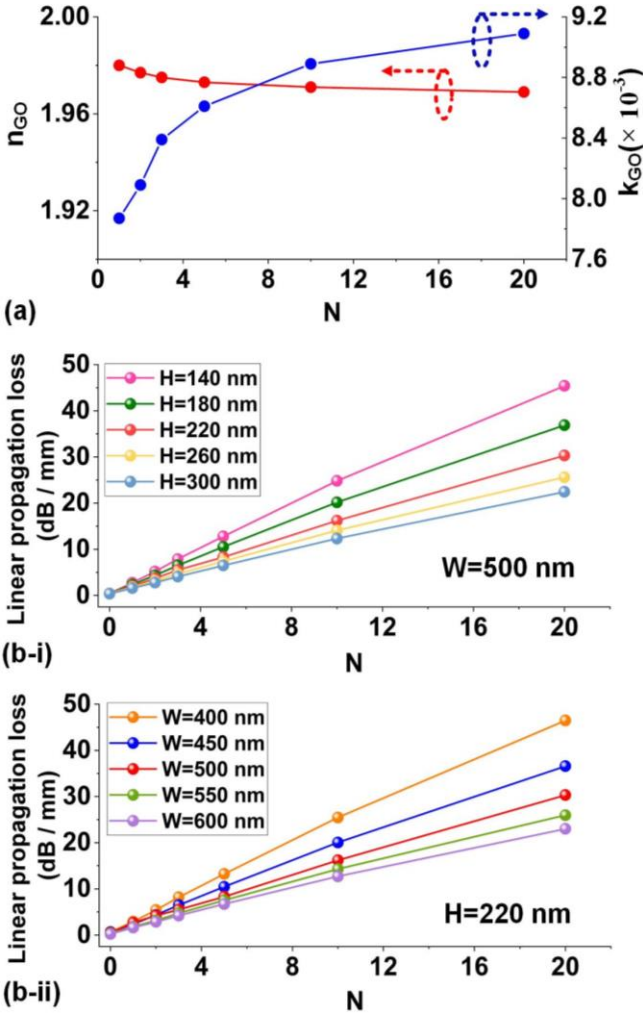 2.00
1.96
1.92
nGO
9.2
8.8
8.4
8.0
7.6
kGO(× 10-3)
0 4 8 12 16 20
N
(a)
50
40
30
20
10
0
Linear propagation loss
(dB / mm)
H=140 nm
H=180 nm
H=220 nm
H=260 nm
H=300 nm
W=500 nm
0 4 8 12 16 20
N
(b-i)
50
40
30
20
10
0
Linear propagation loss
(dB / mm)
W=400 nm
W=450 nm
W=500 nm
W=550 nm
W=600 nm
H=220 nm
0 4 8 12 16 20
N
(b-ii)